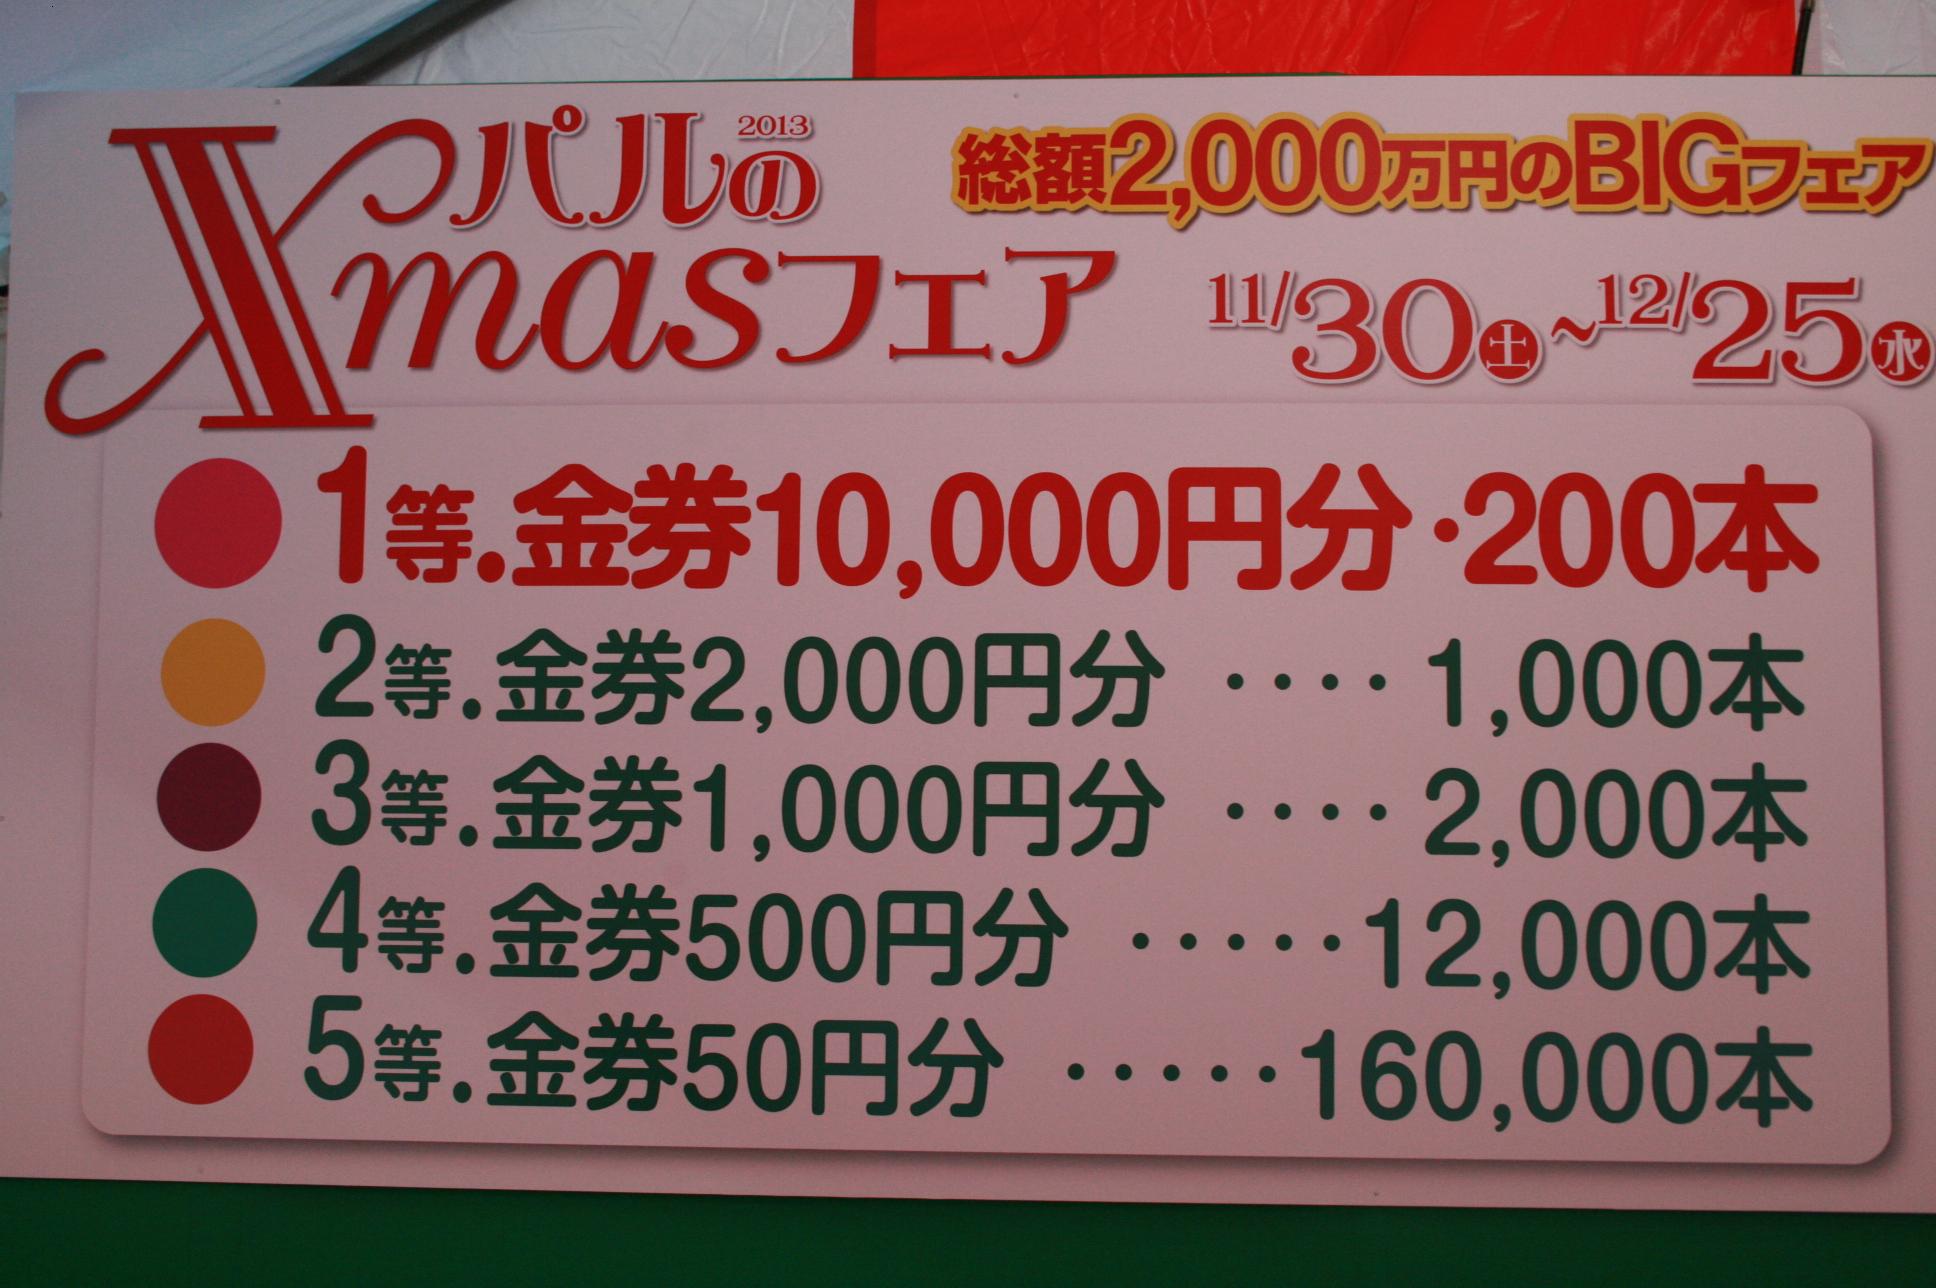 2013
パルの
Xmasフェア
総額2,000万円のBIGフェア
11/30土~12/25水
1等.金券10,000円分・200本
2等.金券2,000円分 ････ 1,000本
3等.金券1,000円分 ････ 2,000本
4等.金券500円分 ･････12,000本
5等.金券50円分 ･････160,000本